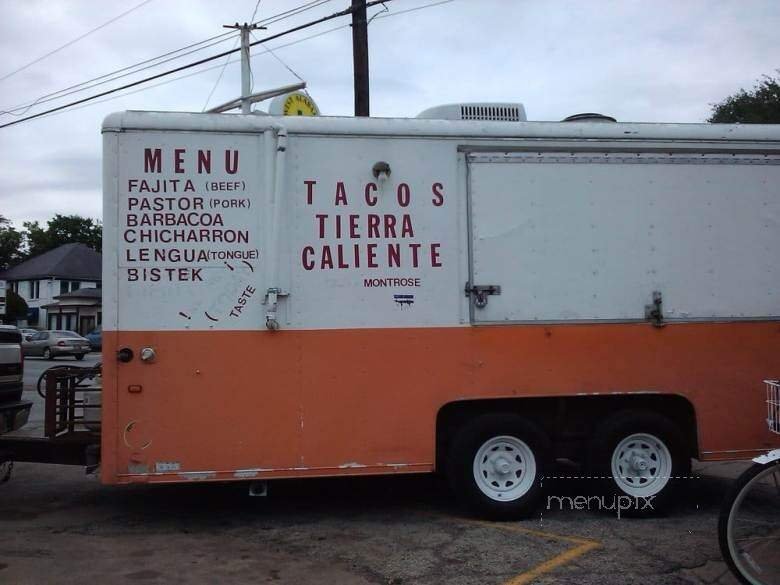 MENU
FAJITA (BEEF)
PASTOR (PORK)
BARBACOA
CHICHARRON
LENGUA (TONGUE)
BISTEK
TASTE
TACOS
TIERRA
CALIENTE
MONTROSE
menupix